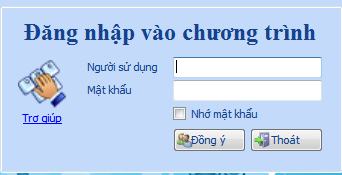 Đăng nhập vào chương trình
Người sử dụng
Mật khẩu
Trợ giúp
Nhớ mật khẩu
Đồng ý
Thoát